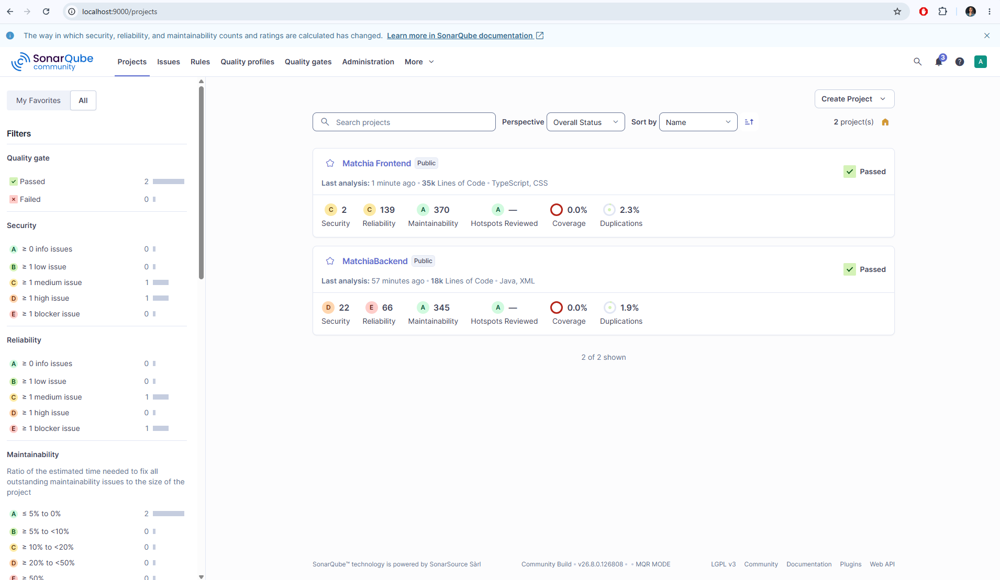 localhost:9000/projects
The way in which security, reliability, and maintainability counts and ratings are calculated has changed. Learn more in SonarQube documentation
SonarQube community
Projects Issues Rules Quality profiles Quality gates Administration More
3
?
A
My Favorites All
Filters
Quality gate
Passed 2
Failed 0
Security
A ≥ 0 info issues 0
B ≥ 1 low issue 0
C ≥ 1 medium issue 1
D ≥ 1 high issue 1
E ≥ 1 blocker issue 0
Reliability
A ≥ 0 info issues 0
B ≥ 1 low issue 0
C ≥ 1 medium issue 1
D ≥ 1 high issue 0
E ≥ 1 blocker issue 1
Maintainability
Ratio of the estimated time needed to fix all
outstanding maintainability issues to the size of the
project
A ≤ 5% to 0% 2
B ≥ 5% to <10% 0
C ≥ 10% to <20% 0
D ≥ 20% to <50% 0
E ≥ 50% 0
Create Project
Search projects Perspective Overall Status Sort by Name 2 project(s)
Matchia Frontend Public
Passed
Last analysis: 1 minute ago • 35k Lines of Code • TypeScript, CSS
C 2 C 139 A 370 A — 0.0% 2.3%
Security Reliability Maintainability Hotspots Reviewed Coverage Duplications
MatchiaBackend Public
Passed
Last analysis: 57 minutes ago • 18k Lines of Code • Java, XML
D 22 E 66 A 345 A — 0.0% 1.9%
Security Reliability Maintainability Hotspots Reviewed Coverage Duplications
2 of 2 shown
SonarQube™ technology is powered by SonarSource Sàrl Community Build • v26.8.0.126808 • • MQR MODE LGPL v3 Community Documentation Plugins Web API